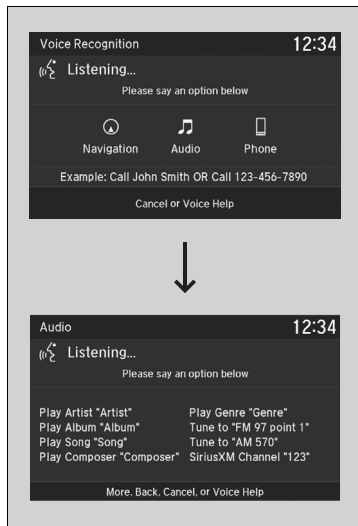 Voice Recognition 12:34
Listening...
Please say an option below
Navigation Audio Phone
Example: Call John Smith OR Call 123-456-7890
Cancel or Voice Help
Audio 12:34
Listening...
Please say an option below
Play Artist "Artist" Play Genre "Genre"
Play Album "Album" Tune to "FM 97 point 1"
Play Song "Song" Tune to "AM 570"
Play Composer "Composer" SiriusXM Channel "123"
More, Back, Cancel, or Voice Help